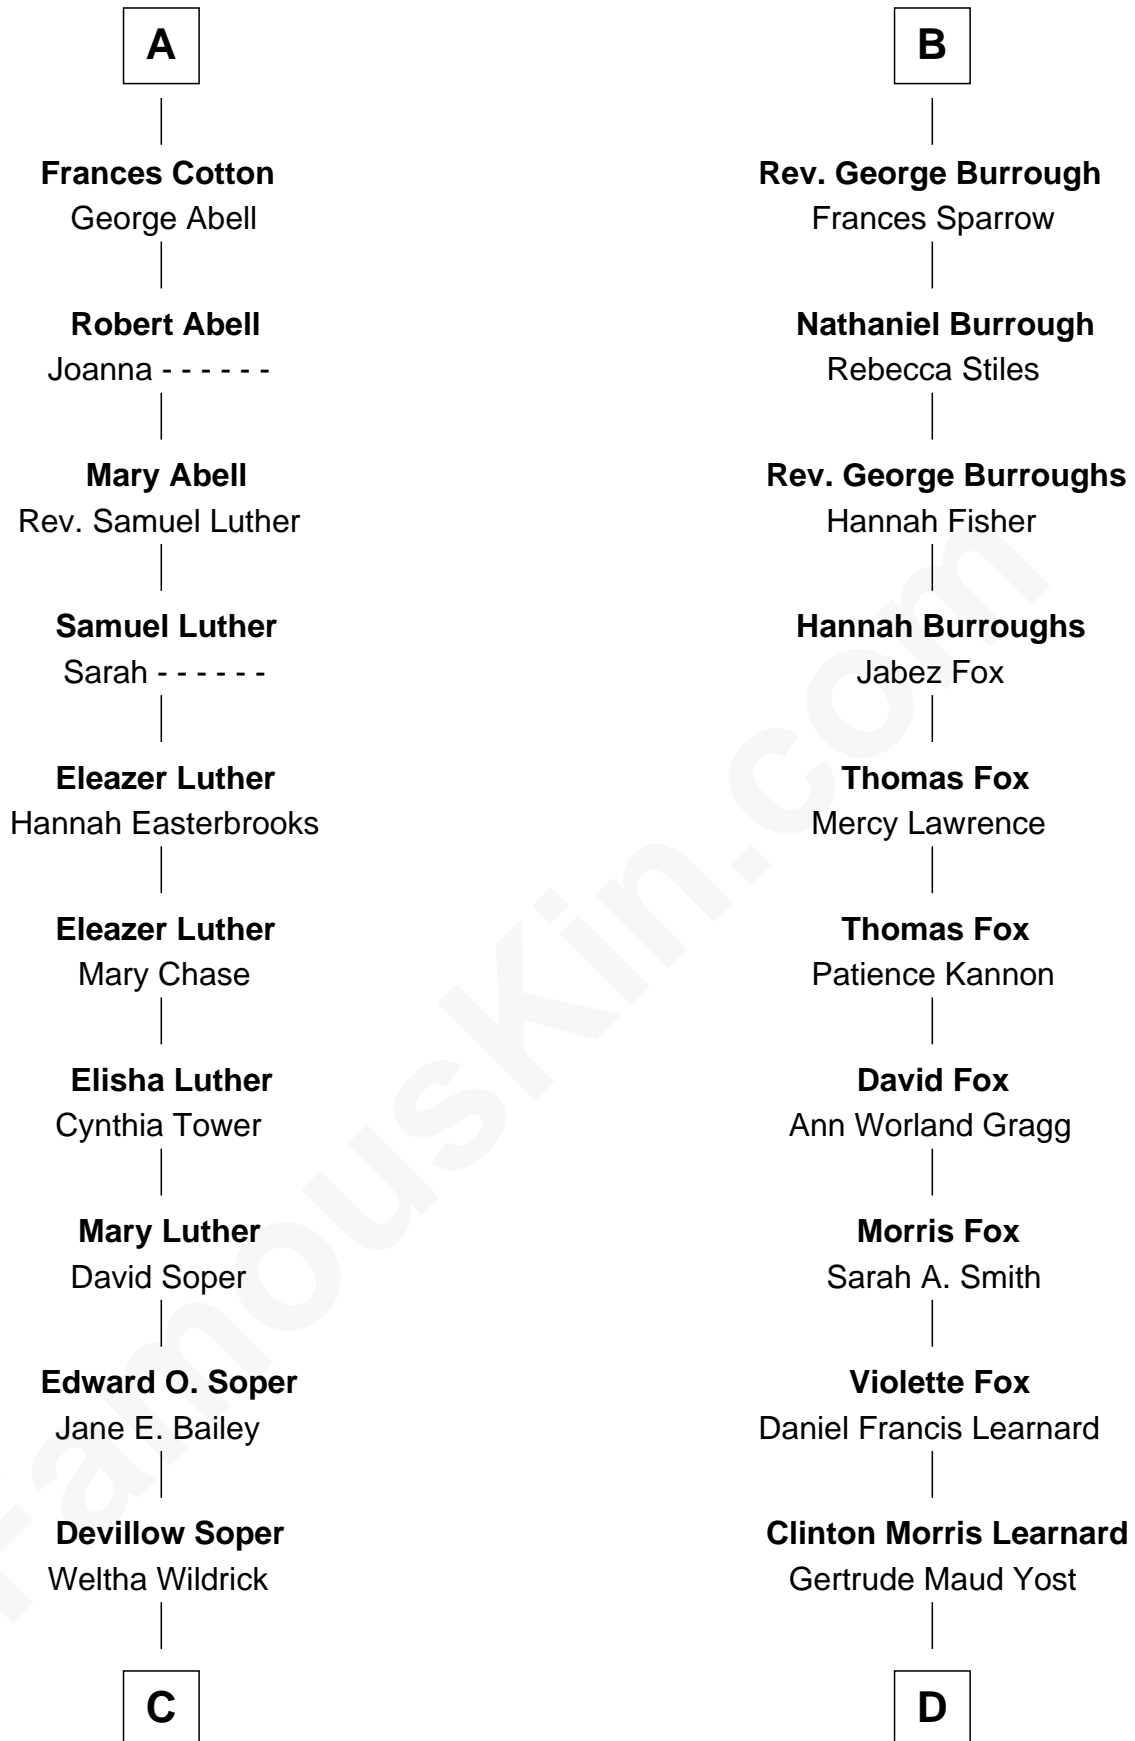 A
Frances Cotton
George Abell
Robert Abell
Joanna - - - - - -
Mary Abell
Rev. Samuel Luther
Samuel Luther
Sarah - - - - - -
Eleazer Luther
Hannah Easterbrooks
Eleazer Luther
Mary Chase
Elisha Luther
Cynthia Tower
Mary Luther
David Soper
Edward O. Soper
Jane E. Bailey
Devillow Soper
Weltha Wildrick
C
B
Rev. George Burrough
Frances Sparrow
Nathaniel Burrough
Rebecca Stiles
Rev. George Burroughs
Hannah Fisher
Hannah Burroughs
Jabez Fox
Thomas Fox
Mercy Lawrence
Thomas Fox
Patience Kannon
David Fox
Ann Worland Gragg
Morris Fox
Sarah A. Smith
Violette Fox
Daniel Francis Learnard
Clinton Morris Learnard
Gertrude Maud Yost
D
FamousKin.com